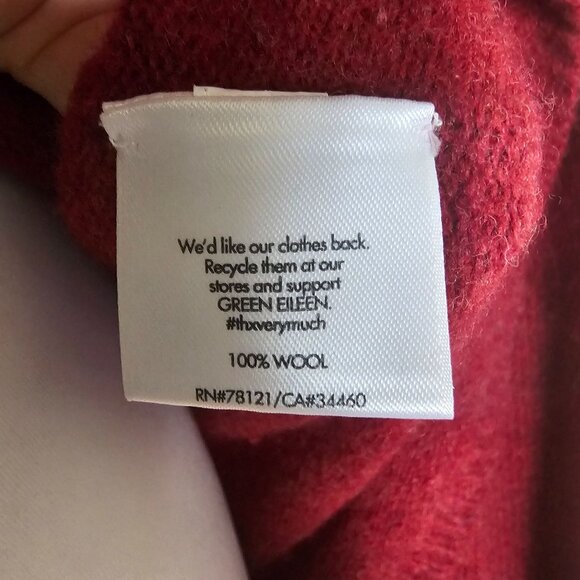 We'd like our clothes back.
Recycle them at our
stores and support
GREEN EILEEN.
#thxverymuch
100% WOOL
RN#78121/CA#34460